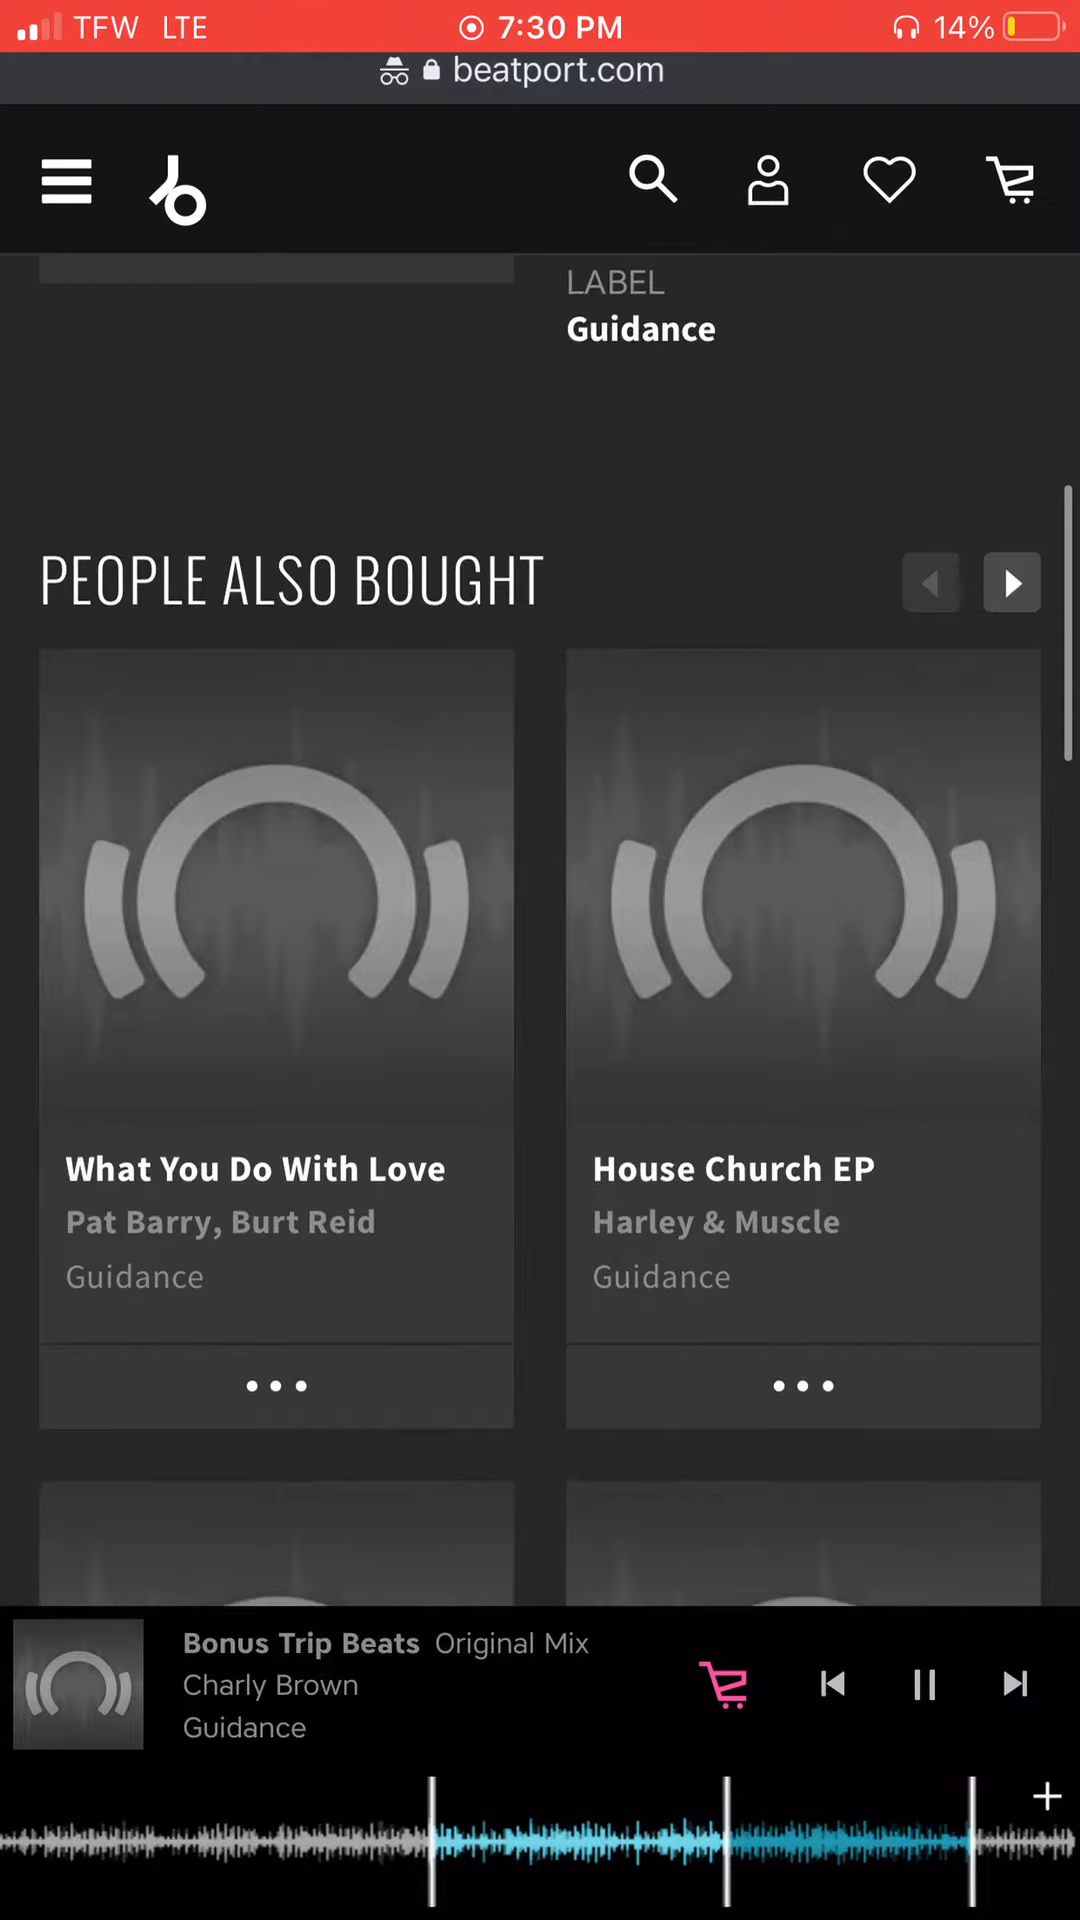 TFW LTE 7:30 PM 14%
beatport.com
LABEL
Guidance
PEOPLE ALSO BOUGHT
What You Do With Love
Pat Barry, Burt Reid
Guidance
House Church EP
Harley & Muscle
Guidance
Bonus Trip Beats Original Mix
Charly Brown
Guidance